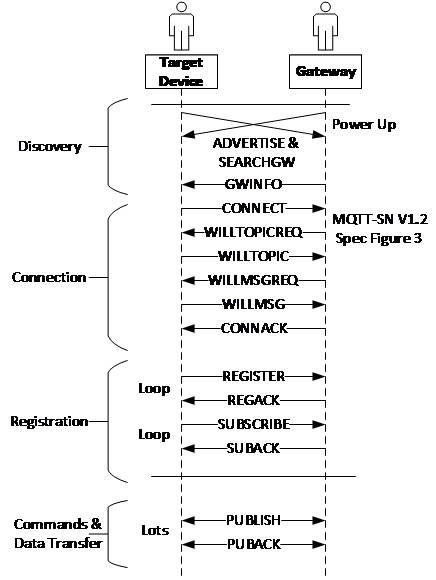 Target
Device
Gateway
Power Up
Discovery
ADVERTISE &
SEARCHGW
GWINFO
CONNECT
MQTT-SN V1.2
Spec Figure 3
WILLTOPICREQ
WILLTOPIC
Connection
WILLMSGREQ
WILLMSG
CONNACK
REGISTER
Loop
REGACK
Registration
SUBSCRIBE
Loop
SUBACK
Commands &
Data Transfer
Lots
PUBLISH
PUBACK